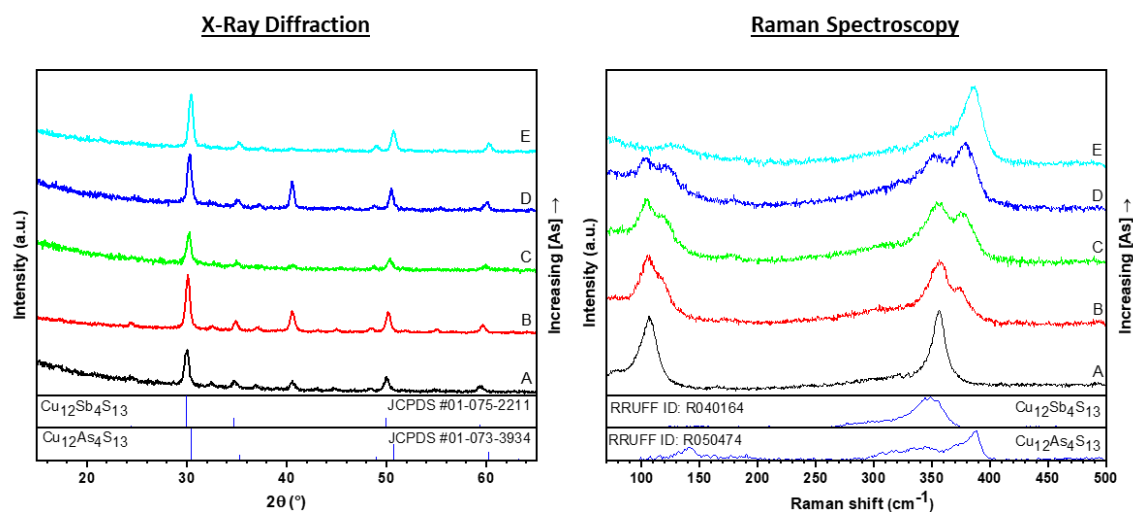 X-Ray Diffraction
Intensity (a.u.)
E
D
C
B
A
Increasing [As] →
Cu₁₂Sb₄S₁₃ JCPDS #01-075-2211
Cu₁₂As₄S₁₃ JCPDS #01-073-3934
20 30 40 50 60
2θ (°)
Raman Spectroscopy
Intensity (a.u.)
E
D
C
B
A
Increasing [As] →
RRUFF ID: R040164 Cu₁₂Sb₄S₁₃
RRUFF ID: R050474 Cu₁₂As₄S₁₃
100 150 200 250 300 350 400 450 500
Raman shift (cm⁻¹)